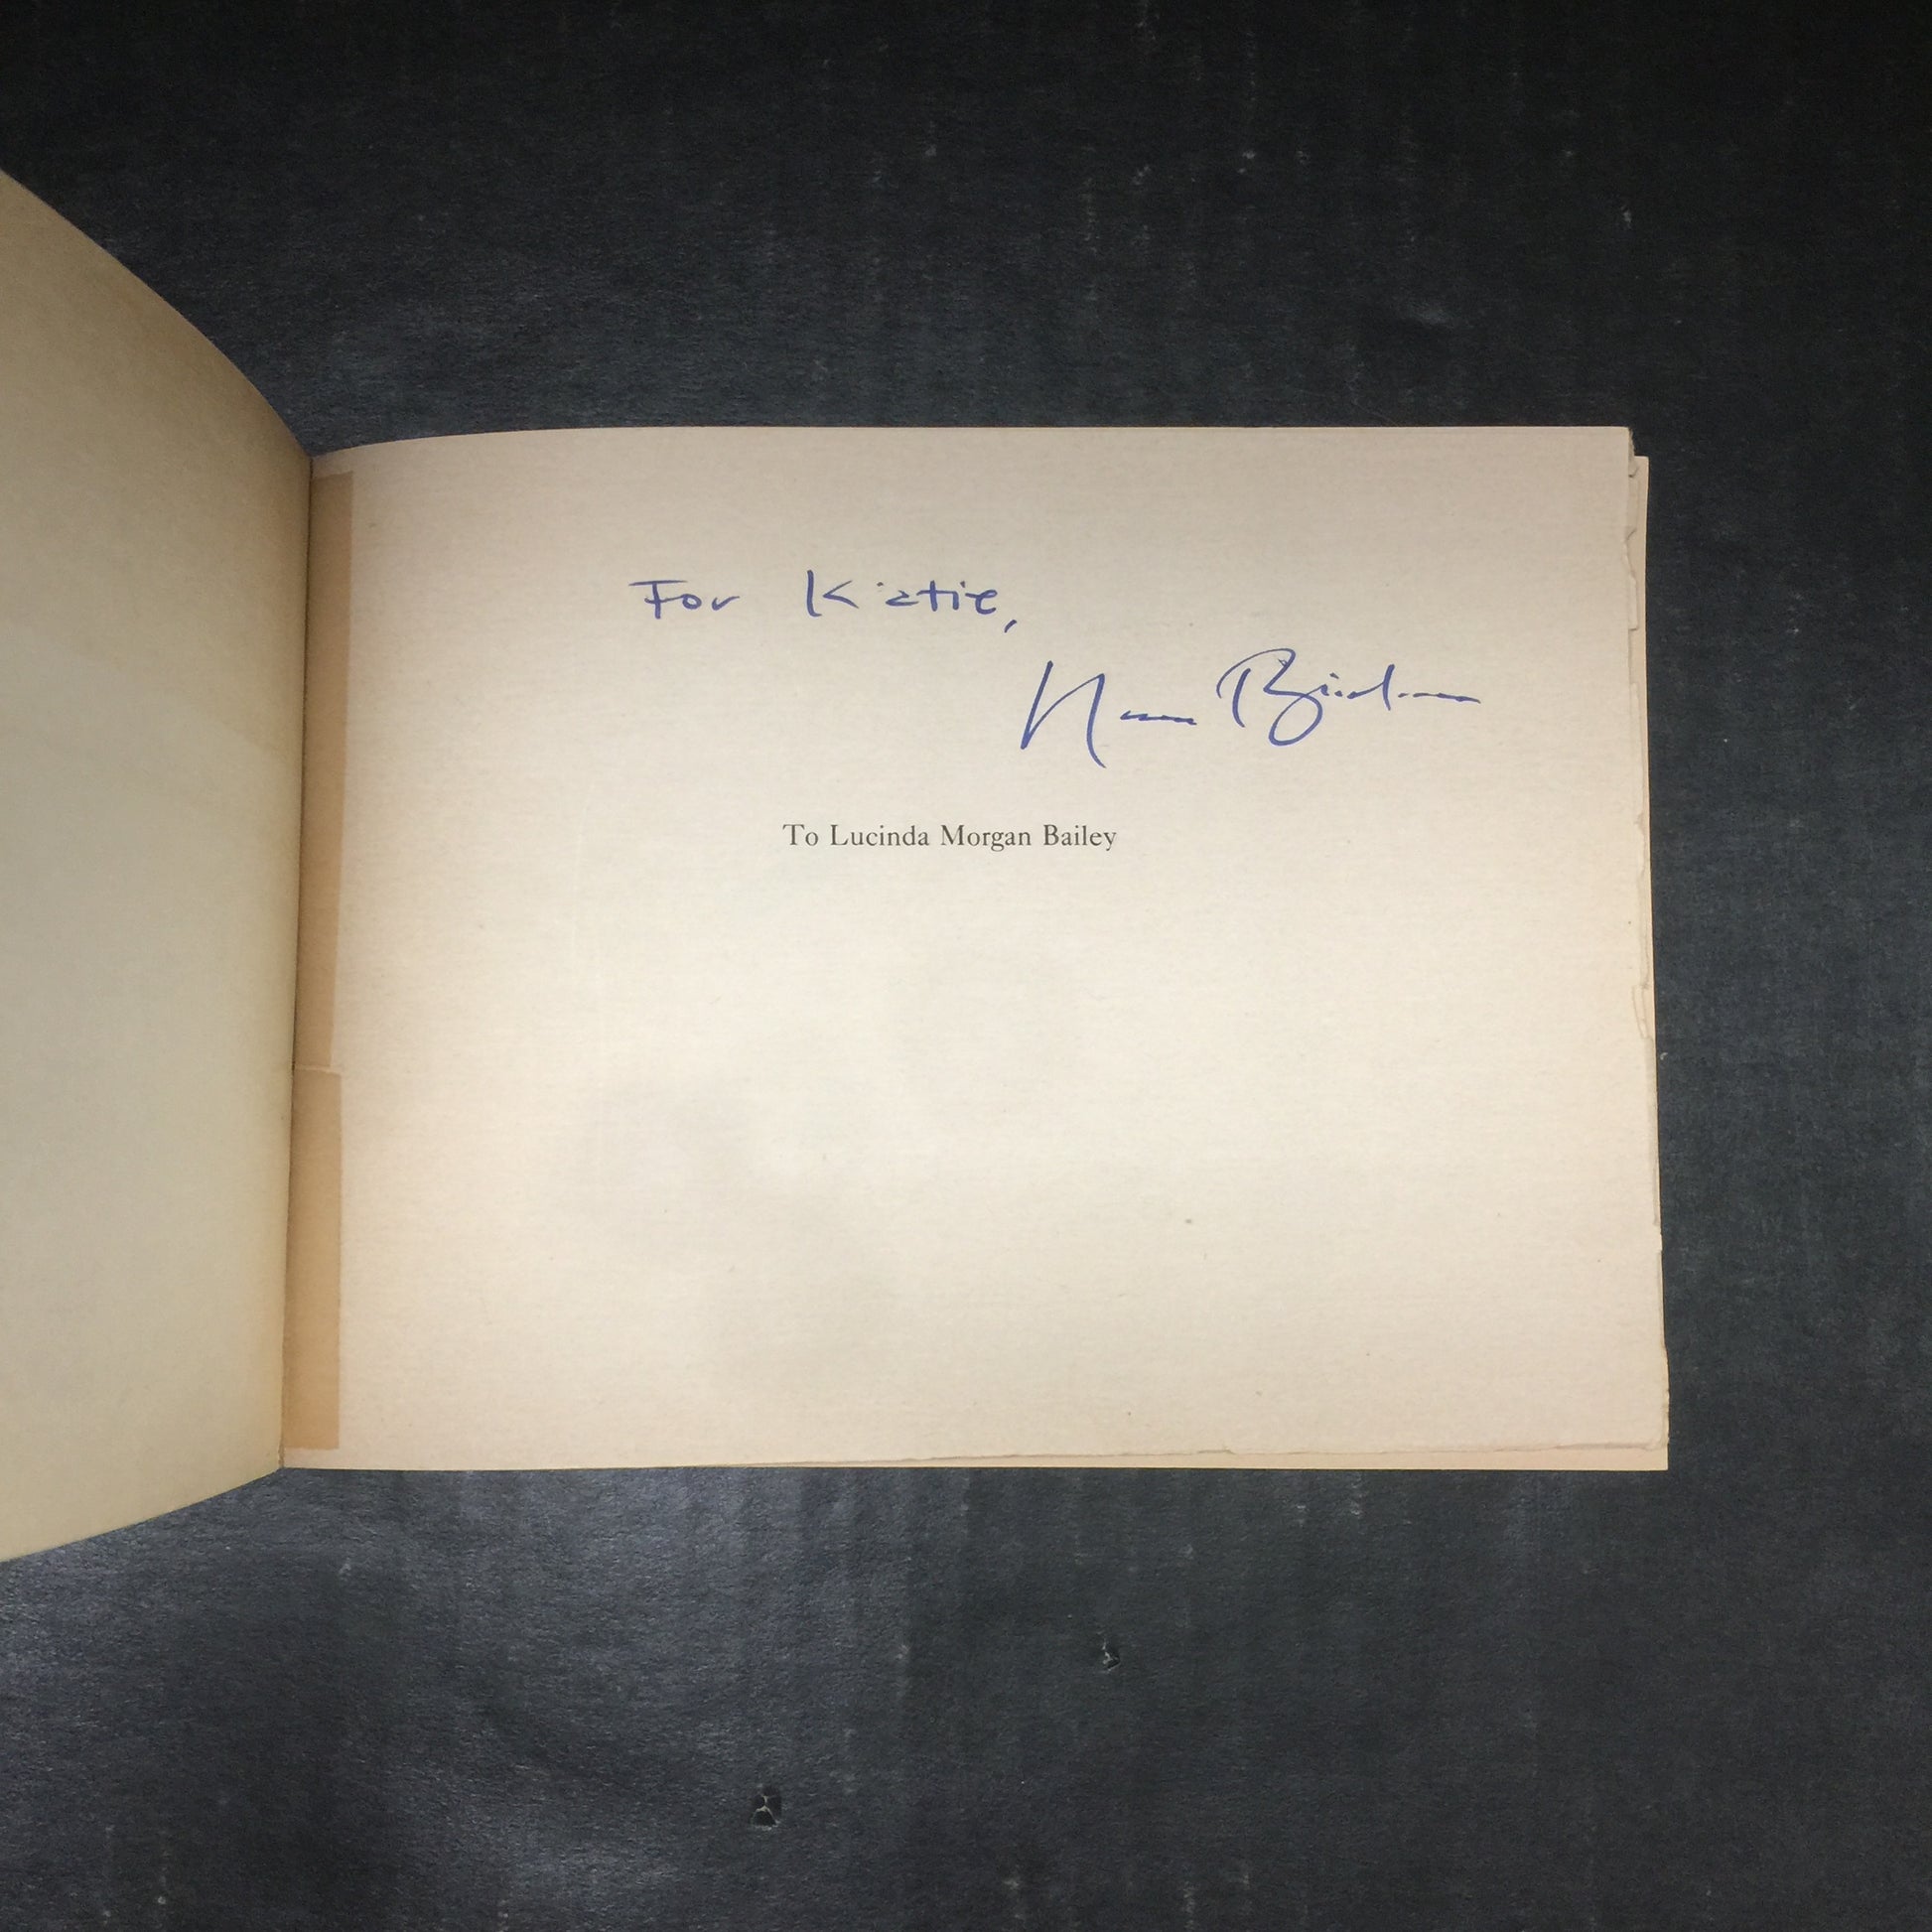 For Katie,
To Lucinda Morgan Bailey